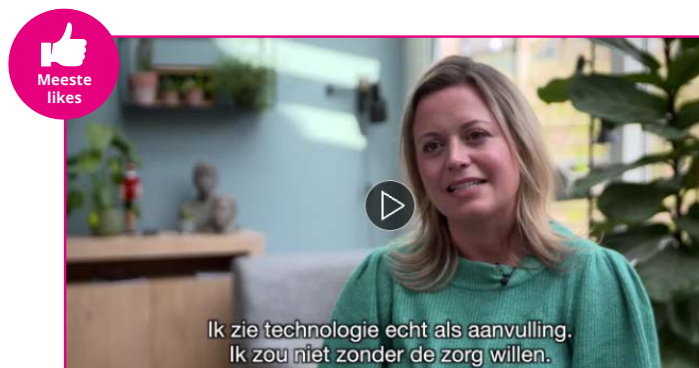 Meeste
likes
Ik zie technologie echt als aanvulling.
Ik zou niet zonder de zorg willen.